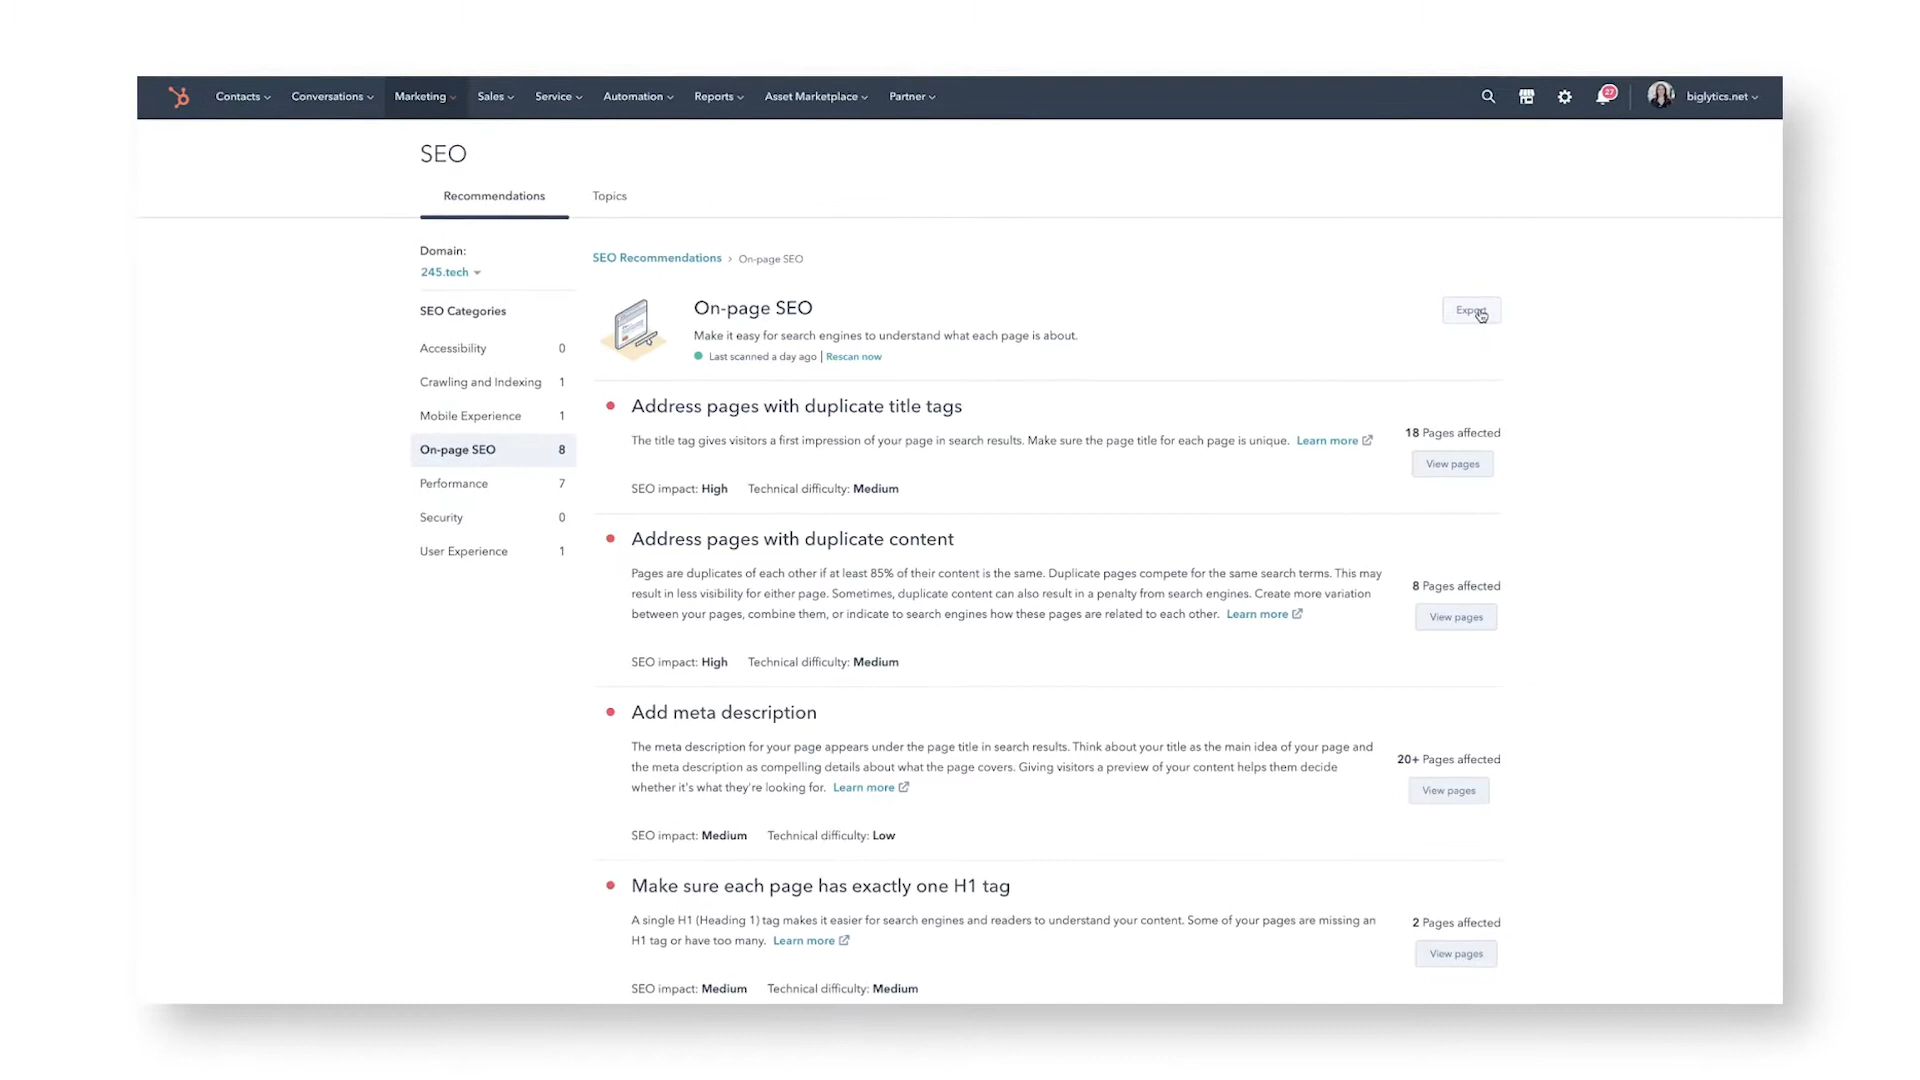 Contacts Conversations Marketing Sales Service Automation Reports Asset Marketplace Partner 27 biglytics.net
SEO
Recommendations Topics
Domain:
245.tech
SEO Categories
Accessibility 0
Crawling and Indexing 1
Mobile Experience 1
On-page SEO 8
Performance 7
Security 0
User Experience 1
SEO Recommendations › On-page SEO
On-page SEO
Make it easy for search engines to understand what each page is about.
Last scanned a day ago | Rescan now
Export
Address pages with duplicate title tags
The title tag gives visitors a first impression of your page in search results. Make sure the page title for each page is unique. Learn more
SEO impact: High Technical difficulty: Medium
18 Pages affected
View pages
Address pages with duplicate content
Pages are duplicates of each other if at least 85% of their content is the same. Duplicate pages compete for the same search terms. This may
result in less visibility for either page. Sometimes, duplicate content can also result in a penalty from search engines. Create more variation
between your pages, combine them, or indicate to search engines how these pages are related to each other. Learn more
SEO impact: High Technical difficulty: Medium
8 Pages affected
View pages
Add meta description
The meta description for your page appears under the page title in search results. Think about your title as the main idea of your page and
the meta description as compelling details about what the page covers. Giving visitors a preview of your content helps them decide
whether it's what they're looking for. Learn more
SEO impact: Medium Technical difficulty: Low
20+ Pages affected
View pages
Make sure each page has exactly one H1 tag
A single H1 (Heading 1) tag makes it easier for search engines and readers to understand your content. Some of your pages are missing an
H1 tag or have too many. Learn more
SEO impact: Medium Technical difficulty: Medium
2 Pages affected
View pages